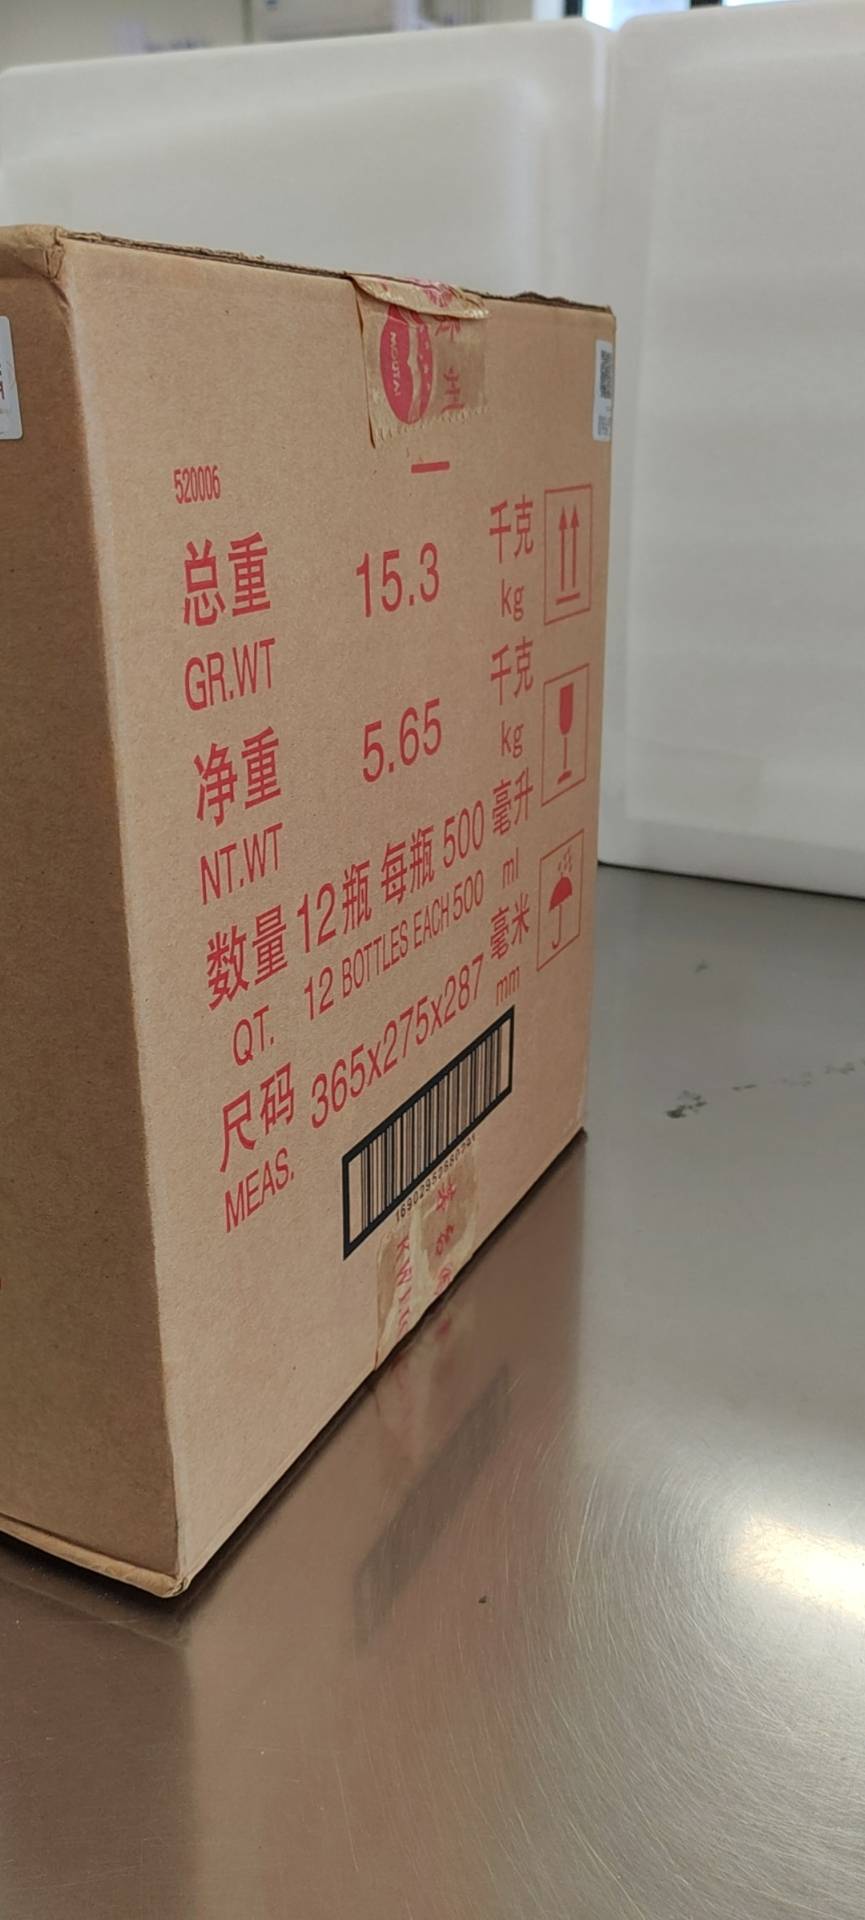 MOUTAI
520006
总重 15.3 千克
GR.WT kg
净重 5.65 千克
NT.WT kg
数量 12瓶 每瓶 500 毫升
QT. 12 BOTTLES EACH 500 ml
尺码 365x275x287 毫米
MEAS. mm